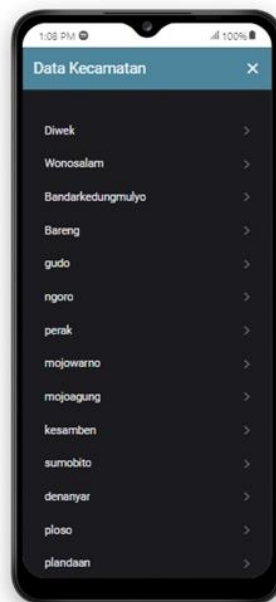 1:08 PM
100%
Data Kecamatan
Diwek
Wonosalam
Bandarkedungmulyo
Bareng
gudo
ngoro
perak
mojowarno
mojoagung
kesamben
sumobito
denanyar
ploso
plandaan